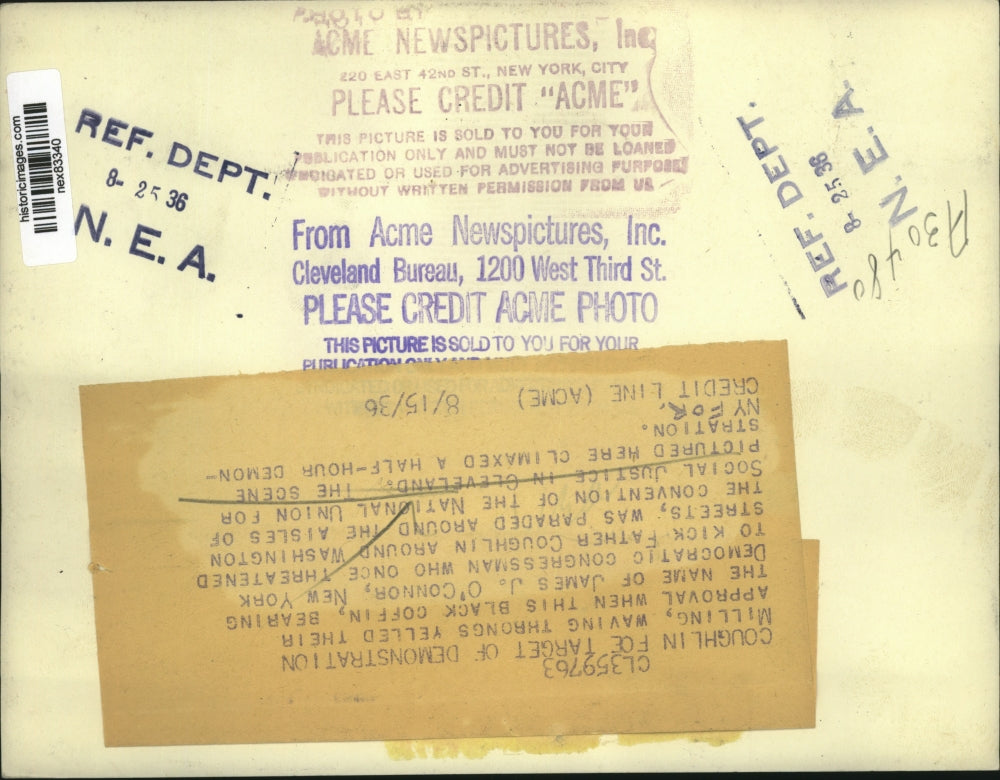 PHOTO BY
ACME NEWSPICTURES, Inc
220 EAST 42ND ST., NEW YORK, CITY
PLEASE CREDIT "ACME"
THIS PICTURE IS SOLD TO YOU FOR YOUR
PUBLICATION ONLY AND MUST NOT BE LOANED
SYNDICATED OR USED FOR ADVERTISING PURPOSES
WITHOUT WRITTEN PERMISSION FROM US
historicimages.com
nex83340
REF. DEPT.
8- 25 36
N. E. A.
REF. DEPT.
8- 25 36
N. E. A.
A30480
From Acme Newspictures, Inc.
Cleveland Bureau, 1200 West Third St.
PLEASE CREDIT ACME PHOTO
THIS PICTURE IS SOLD TO YOU FOR YOUR
PUBLICATION ONLY AND
CL359763
COUGHLIN FOE TARGET OF DEMONSTRATION
MILLING, WAVING THRONGS YELLED THEIR
APPROVAL WHEN THIS BLACK COFFIN, BEARING
THE NAME OF JAMES J. O'CONNOR, NEW YORK
DEMOCRATIC CONGRESSMAN WHO ONCE THREATENED
TO KICK FATHER COUGHLIN AROUND WASHINGTON
STREETS, WAS PARADED AROUND THE AISLES OF
THE CONVENTION OF THE NATIONAL UNION FOR
SOCIAL JUSTICE IN CLEVELAND. THE SCENE
PICTURED HERE CLIMAXED A HALF-HOUR DEMON-
STRATION.
NY FOR,
CREDIT LINE (ACME) 8/15/36